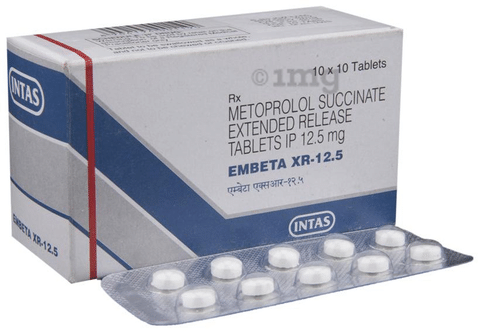 INTAS
EMBETA XR-12.5
© 1mg
10 x 10 Tablets
Rx
METOPROLOL SUCCINATE
EXTENDED RELEASE
TABLETS IP 12.5 mg
EMBETA XR-12.5
एम्बेटा एक्सआर-१२.५
INTAS